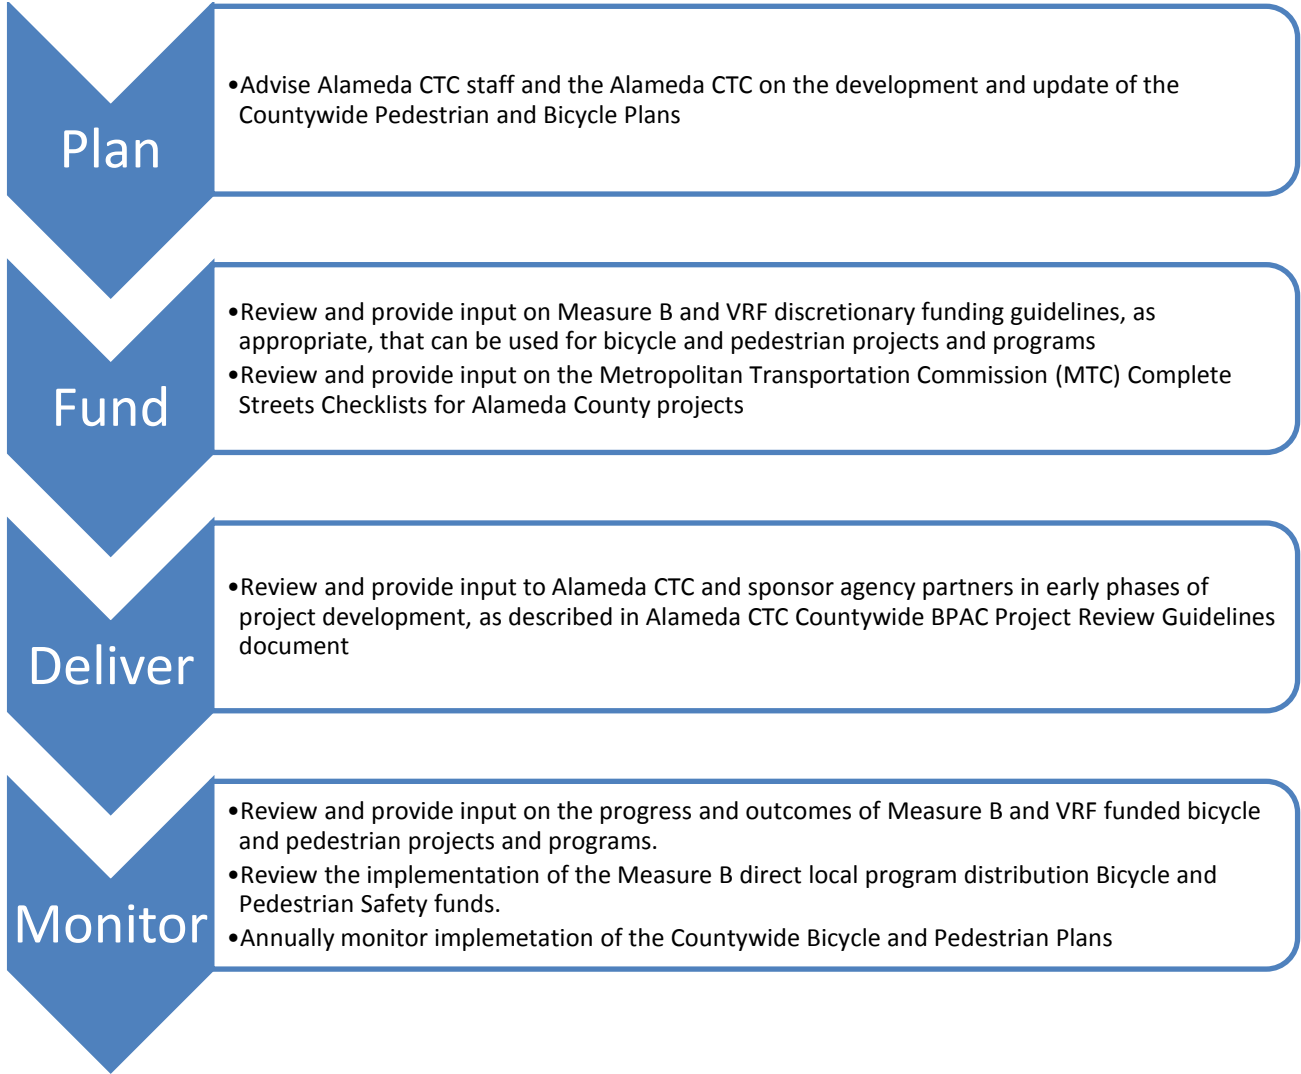 Plan
•Advise Alameda CTC staff and the Alameda CTC on the development and update of the
Countywide Pedestrian and Bicycle Plans
Fund
•Review and provide input on Measure B and VRF discretionary funding guidelines, as
appropriate, that can be used for bicycle and pedestrian projects and programs
•Review and provide input on the Metropolitan Transportation Commission (MTC) Complete
Streets Checklists for Alameda County projects
Deliver
•Review and provide input to Alameda CTC and sponsor agency partners in early phases of
project development, as described in Alameda CTC Countywide BPAC Project Review Guidelines
document
Monitor
•Review and provide input on the progress and outcomes of Measure B and VRF funded bicycle
and pedestrian projects and programs.
•Review the implementation of the Measure B direct local program distribution Bicycle and
Pedestrian Safety funds.
•Annually monitor implemetation of the Countywide Bicycle and Pedestrian Plans